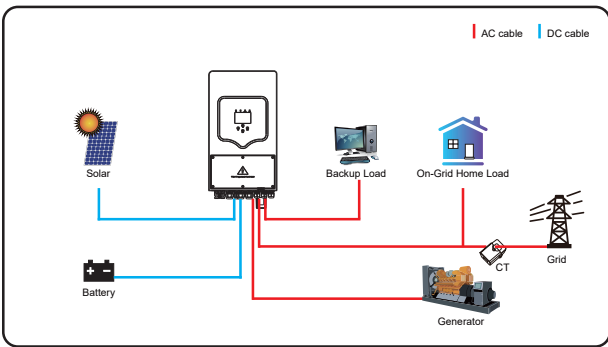 AC cable
DC cable
Solar
Backup Load
On-Grid Home Load
CT
Grid
Battery
Generator